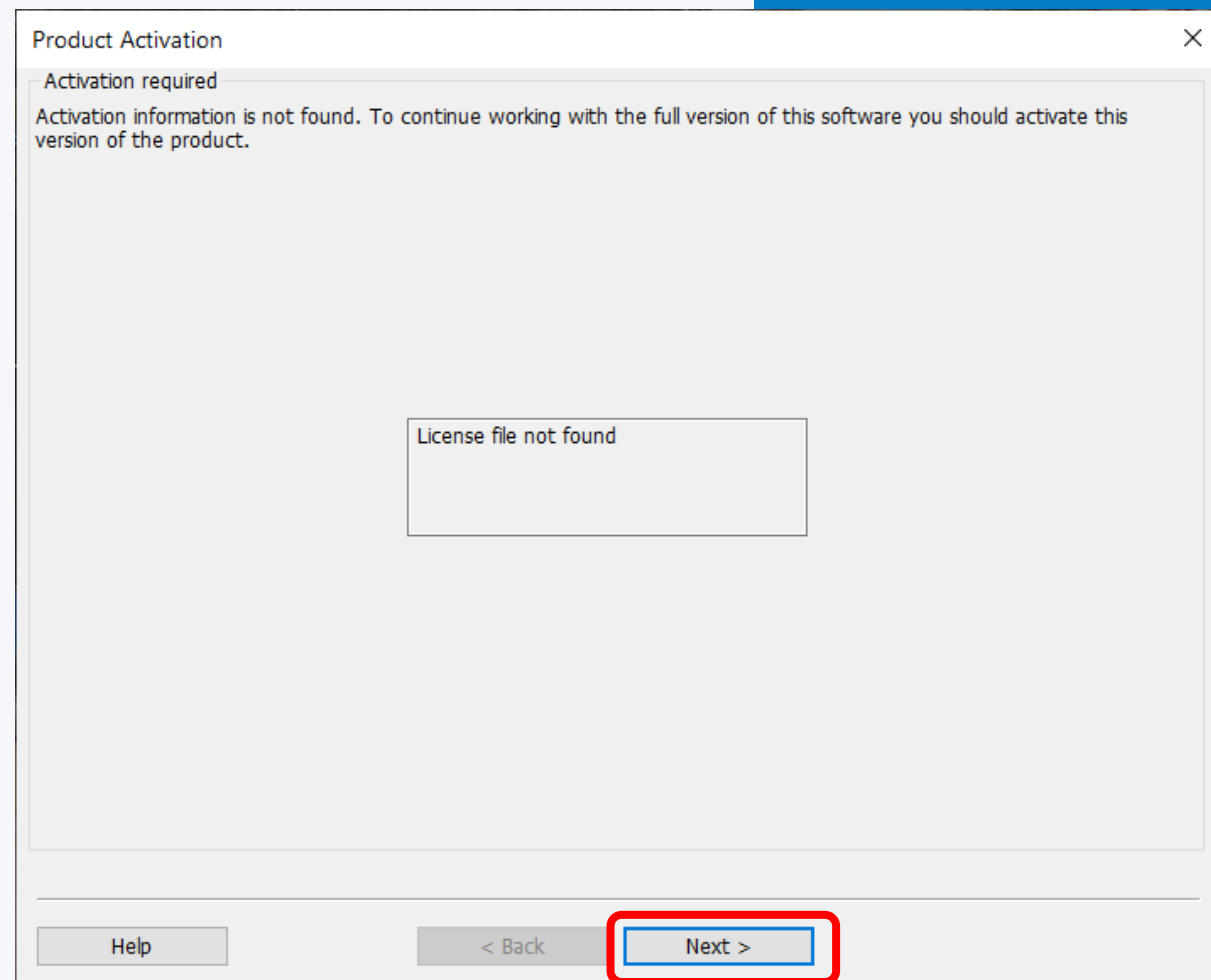 Product Activation
Activation required
Activation information is not found. To continue working with the full version of this software you should activate this
version of the product.
License file not found
Help
< Back
Next >